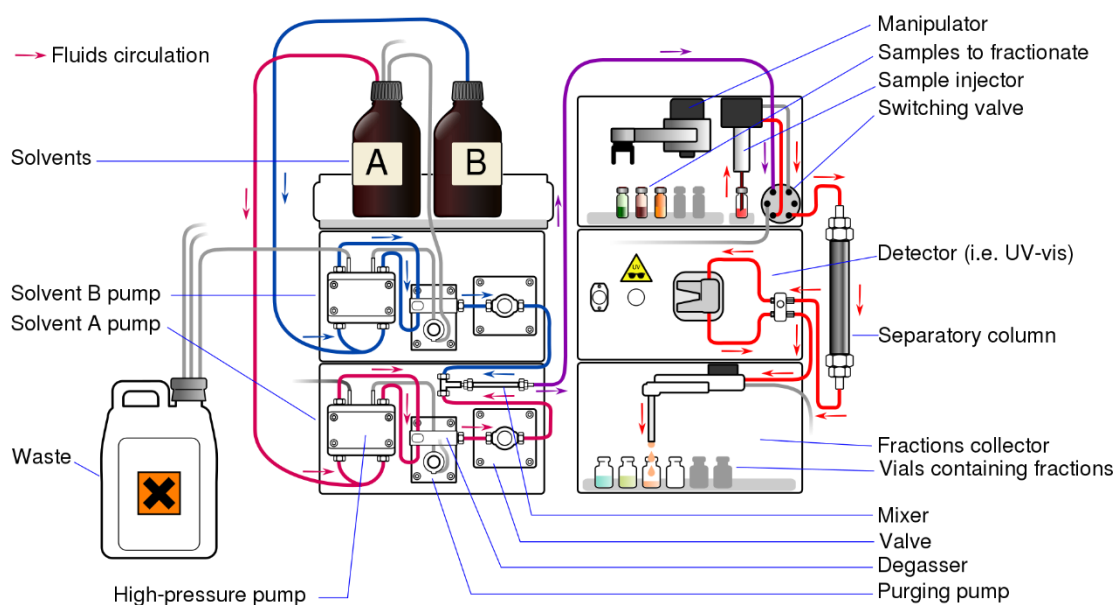 Fluids circulation
Solvents
A
B
Solvent B pump
Solvent A pump
Waste
High-pressure pump
Manipulator
Samples to fractionate
Sample injector
Switching valve
UV
Detector (i.e. UV-vis)
Separatory column
Fractions collector
Vials containing fractions
Mixer
Valve
Degasser
Purging pump